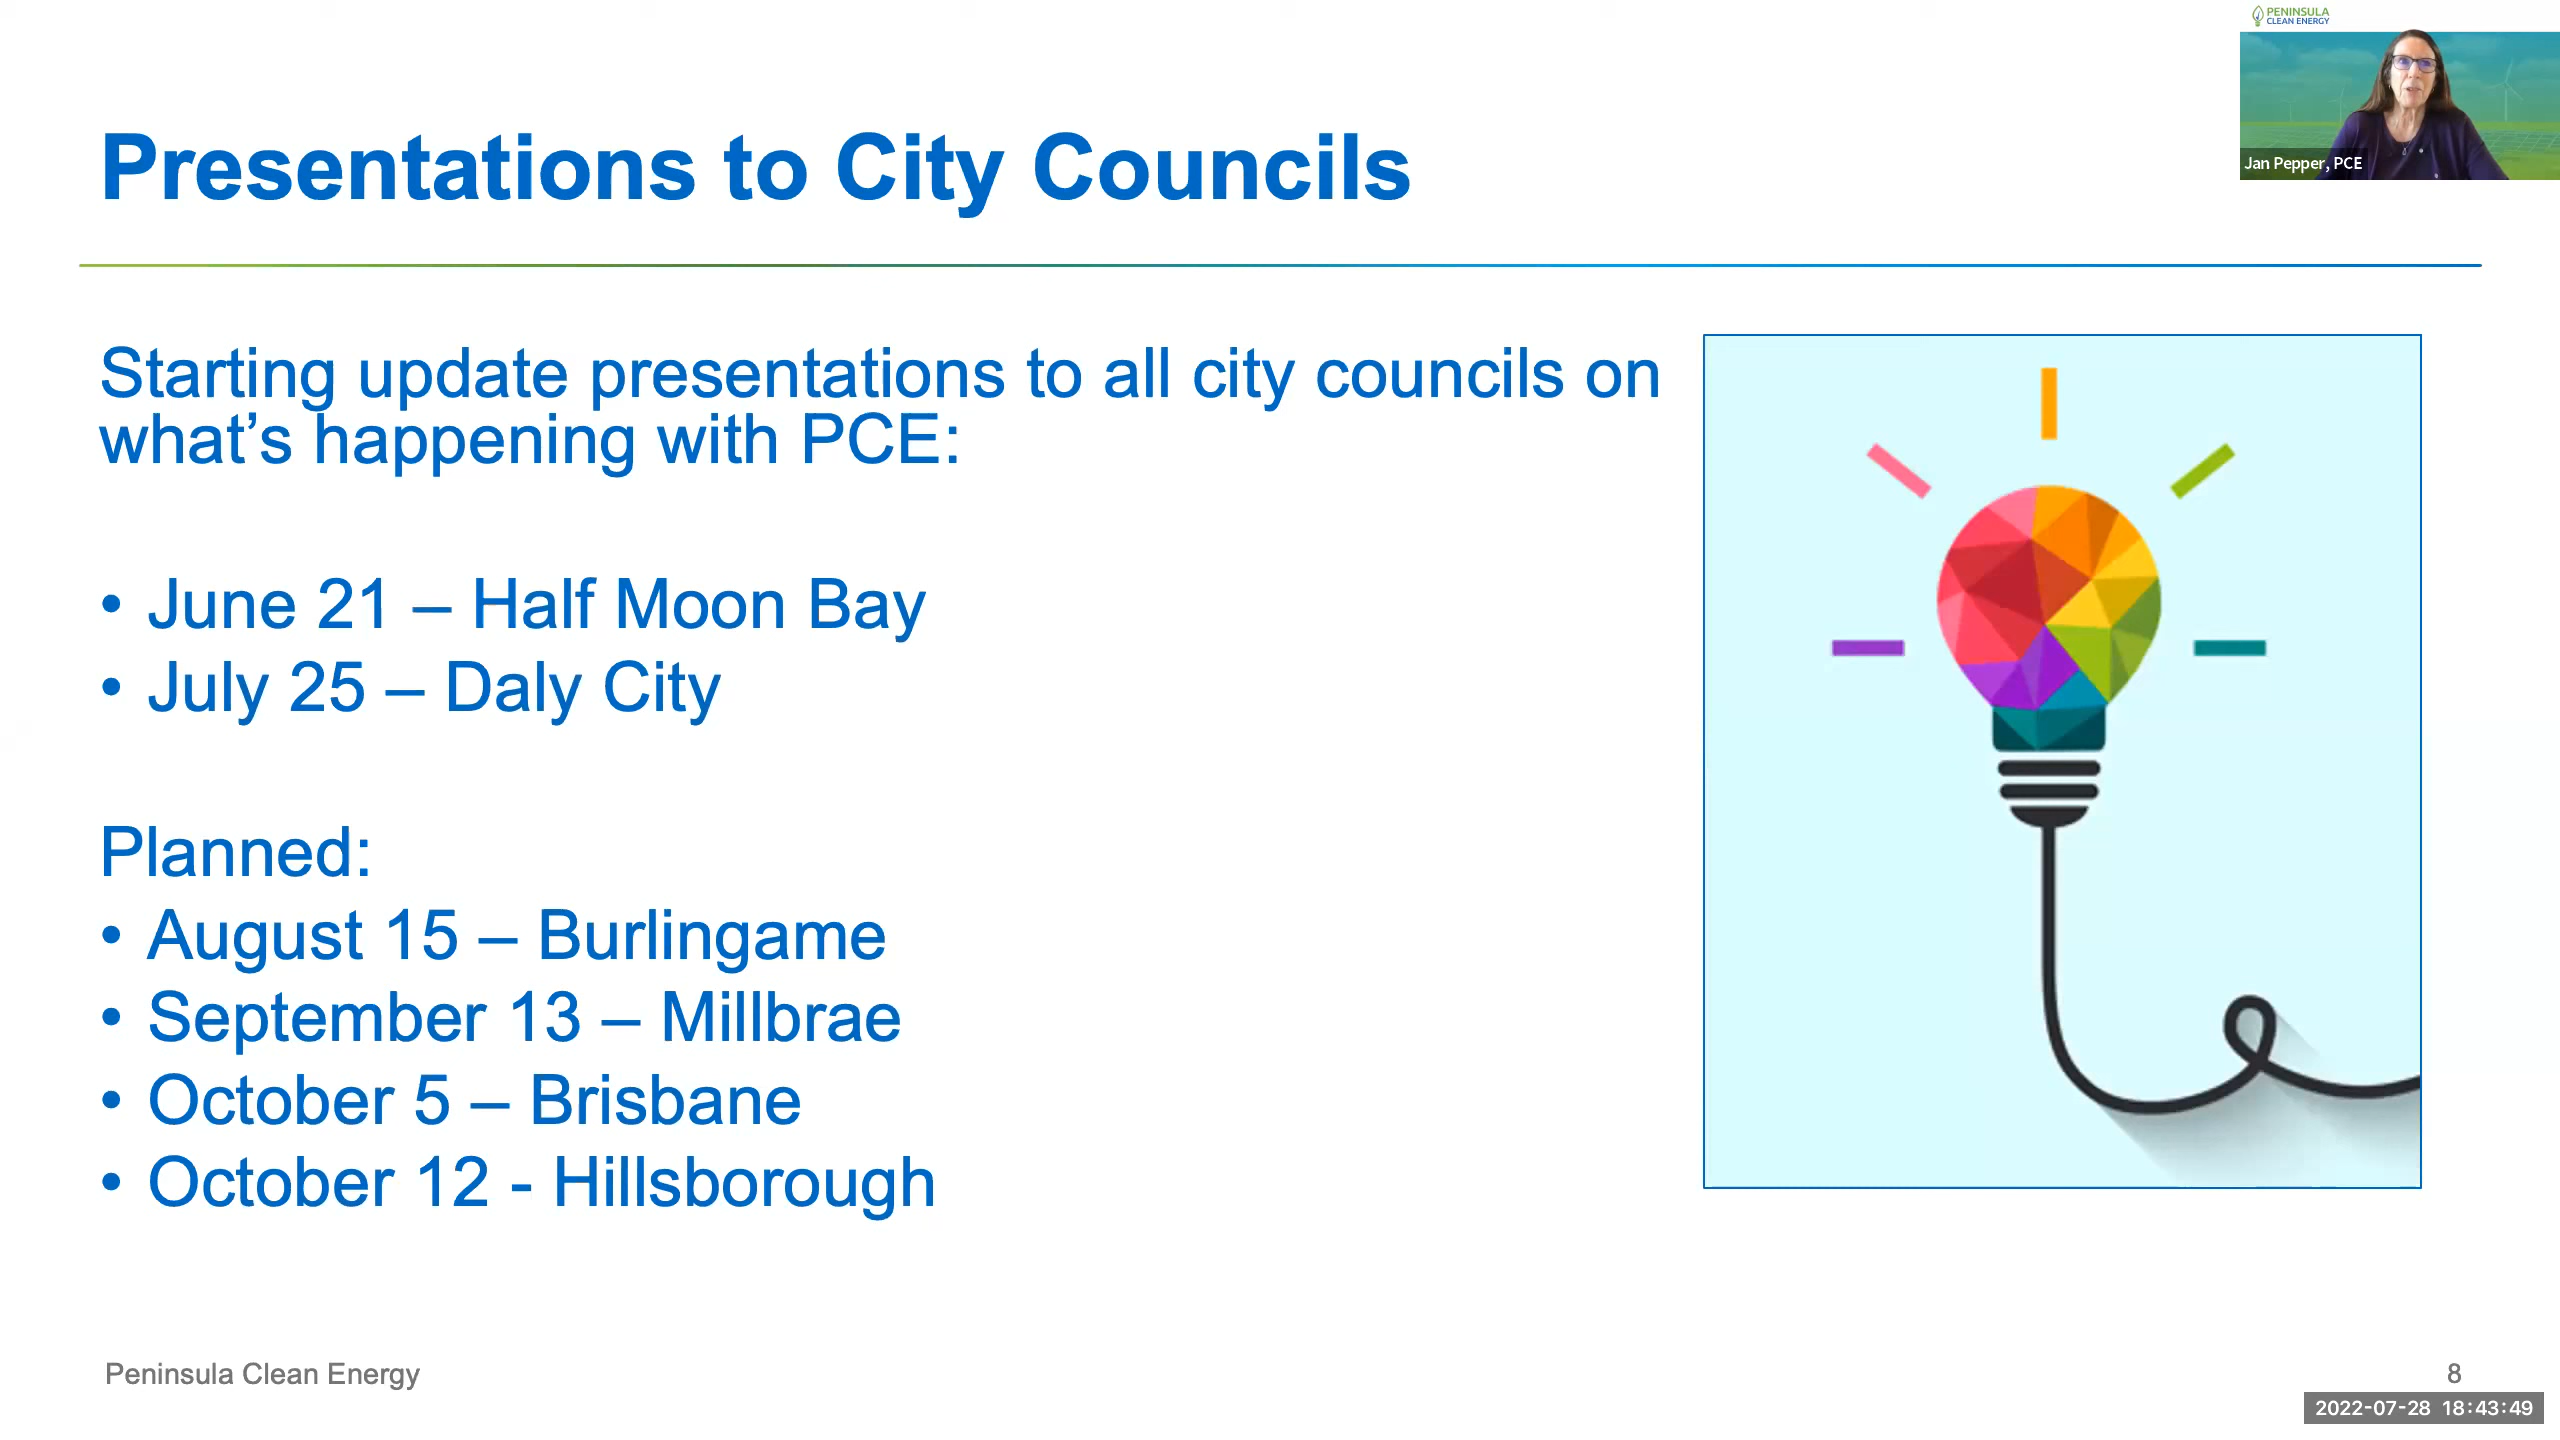 PENINSULA
CLEAN ENERGY
Jan Pepper, PCE
Presentations to City Councils
Starting update presentations to all city councils on
what’s happening with PCE:
• June 21 – Half Moon Bay
• July 25 – Daly City
Planned:
• August 15 – Burlingame
• September 13 – Millbrae
• October 5 – Brisbane
• October 12 - Hillsborough
Peninsula Clean Energy
8
2022-07-28 18:43:49